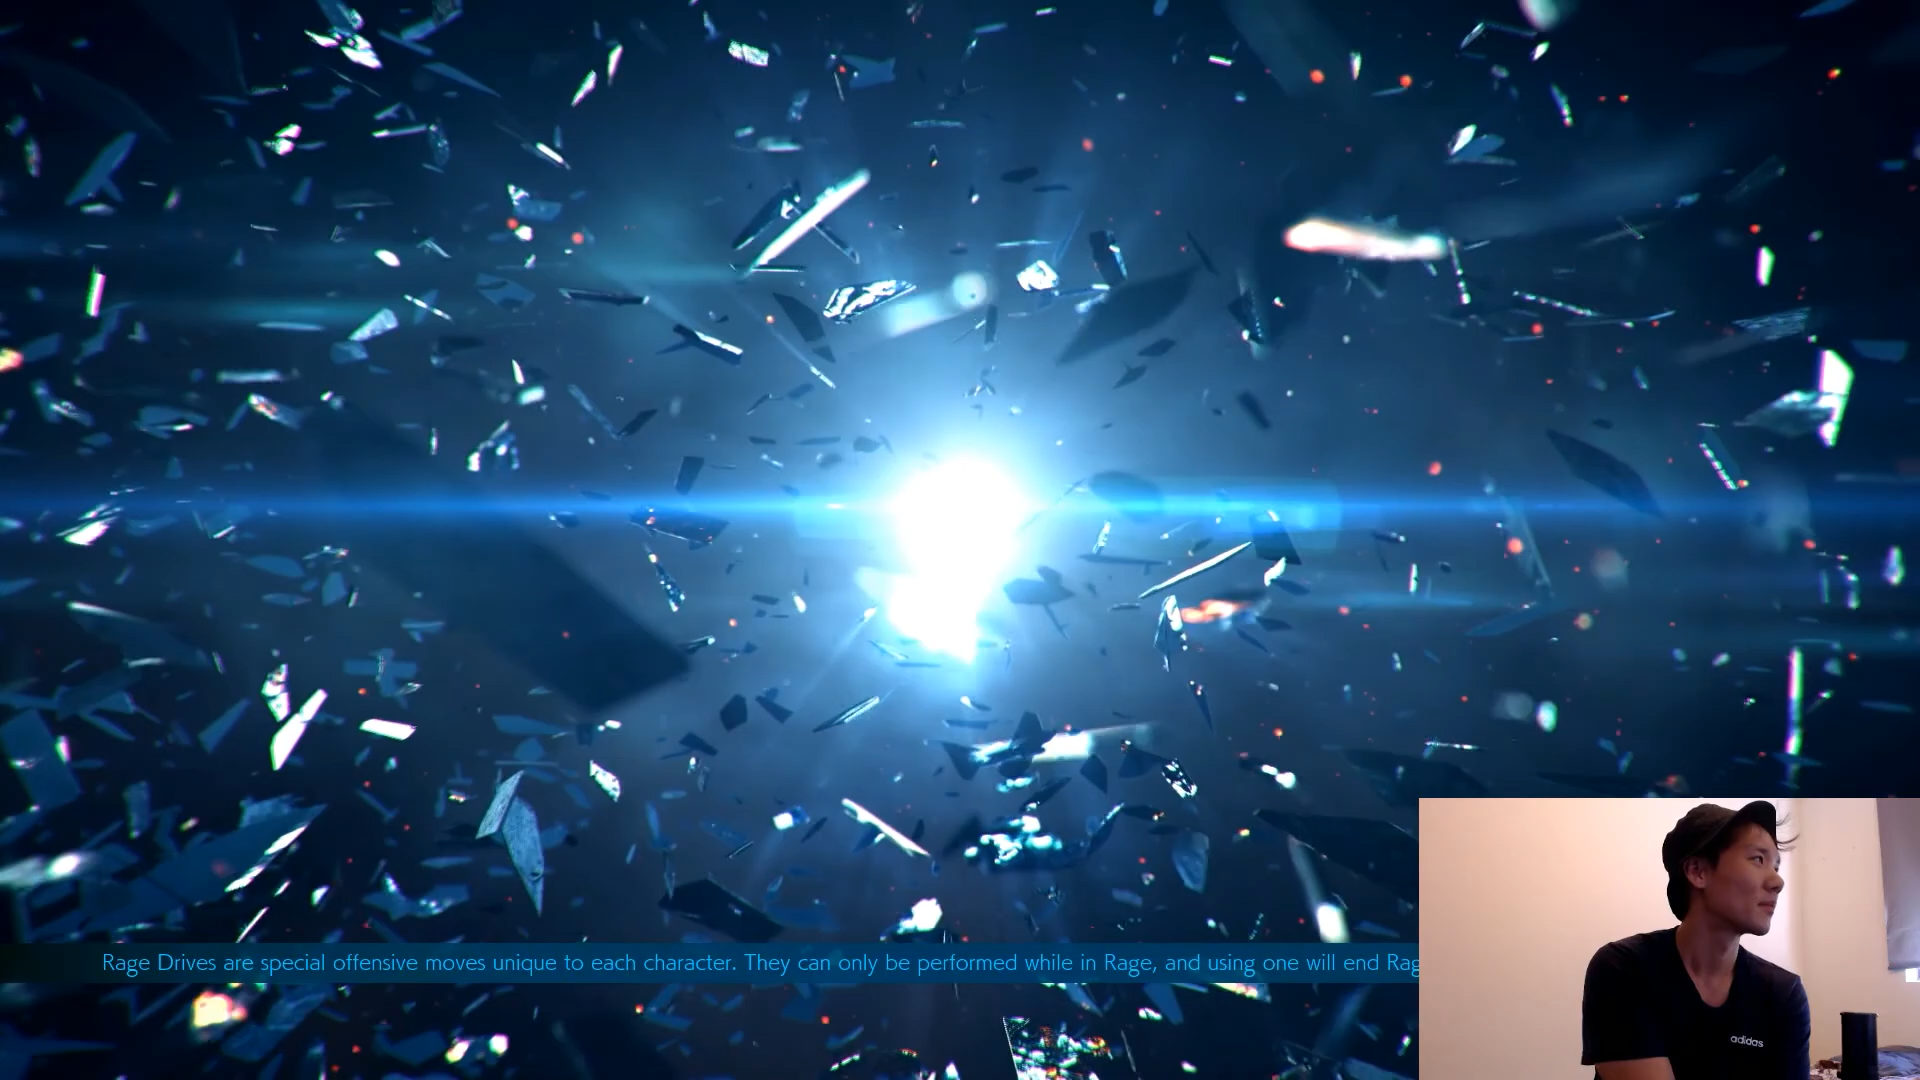 Rage Drives are special offensive moves unique to each character. They can only be performed while in Rage, and using one will end Rag
adidas